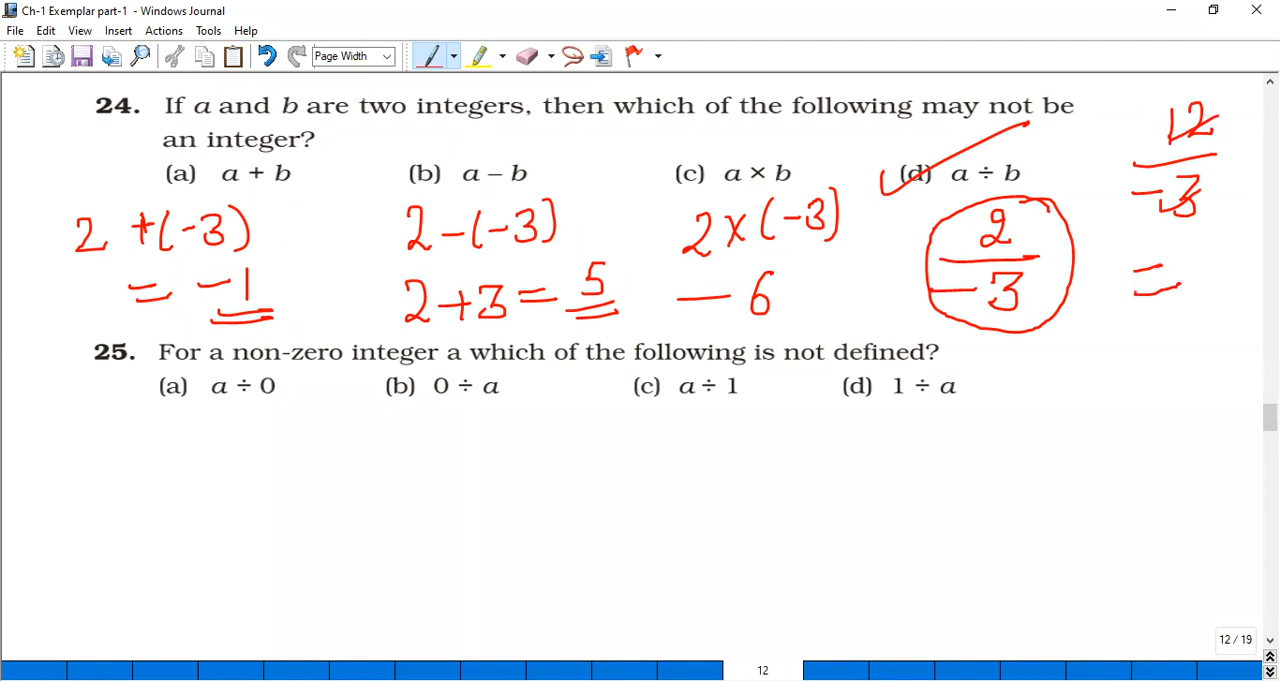 Ch-1 Exemplar part-1 - Windows Journal
File Edit View Insert Actions Tools Help
Page Width
24. If a and b are two integers, then which of the following may not be
an integer?
(a) a + b (b) a – b (c) a × b (d) a ÷ b
2 +(-3) 2-(-3) 2×(-3) 2
= -1 2+3=5 -6 -3
12
-3
=
25. For a non-zero integer a which of the following is not defined?
(a) a ÷ 0 (b) 0 ÷ a (c) a ÷ 1 (d) 1 ÷ a
12 / 19
12